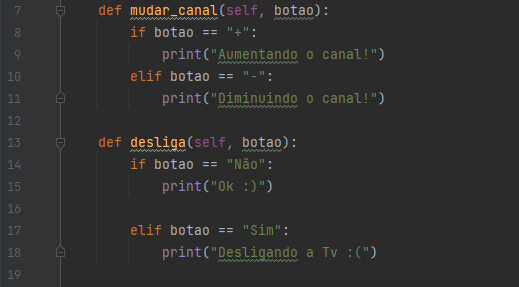 7 def mudar_canal(self, botao):
8 if botao == "+":
9 print("Aumentando o canal!")
10 elif botao == "-":
11 print("Diminuindo o canal!")
12
13 def desliga(self, botao):
14 if botao == "Não":
15 print("Ok :)")
16
17 elif botao == "Sim":
18 print("Desligando a Tv :(")
19